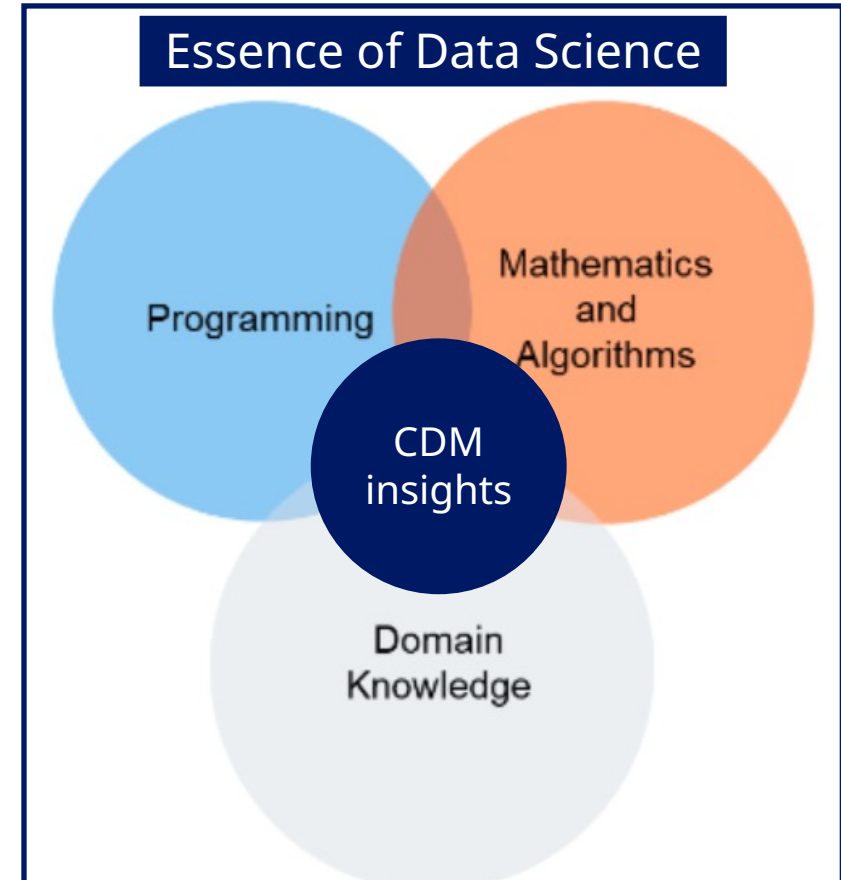 Essence of Data Science
Programming
Mathematics
and
Algorithms
CDM
insights
Domain
Knowledge